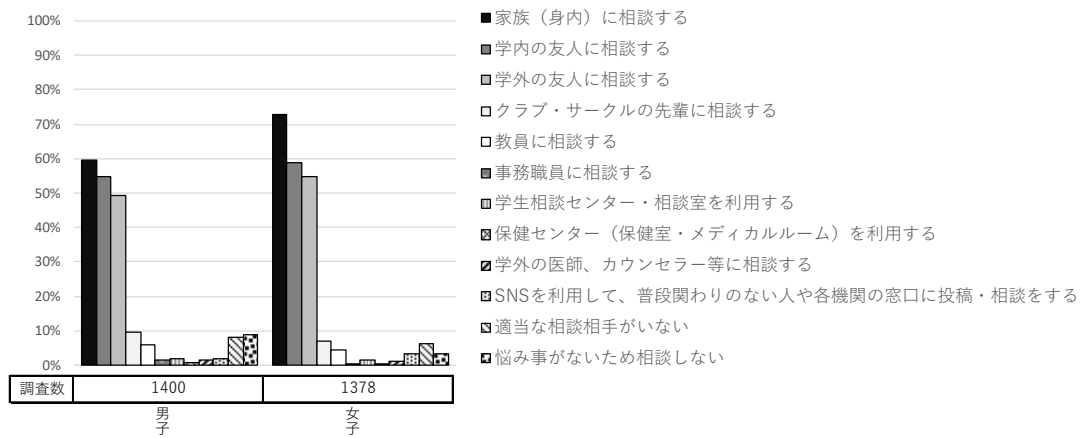 100%
90%
80%
70%
60%
50%
40%
30%
20%
10%
0%
家族（身内）に相談する
学内の友人に相談する
学外の友人に相談する
クラブ・サークルの先輩に相談する
教員に相談する
事務職員に相談する
学生相談センター・相談室を利用する
保健センター（保健室・メディカルルーム）を利用する
学外の医師、カウンセラー等に相談する
SNSを利用して、普段関わりのない人や各機関の窓口に投稿・相談をする
適当な相談相手がいない
悩み事がないため相談しない
調査数 1400 1378
男子 女子